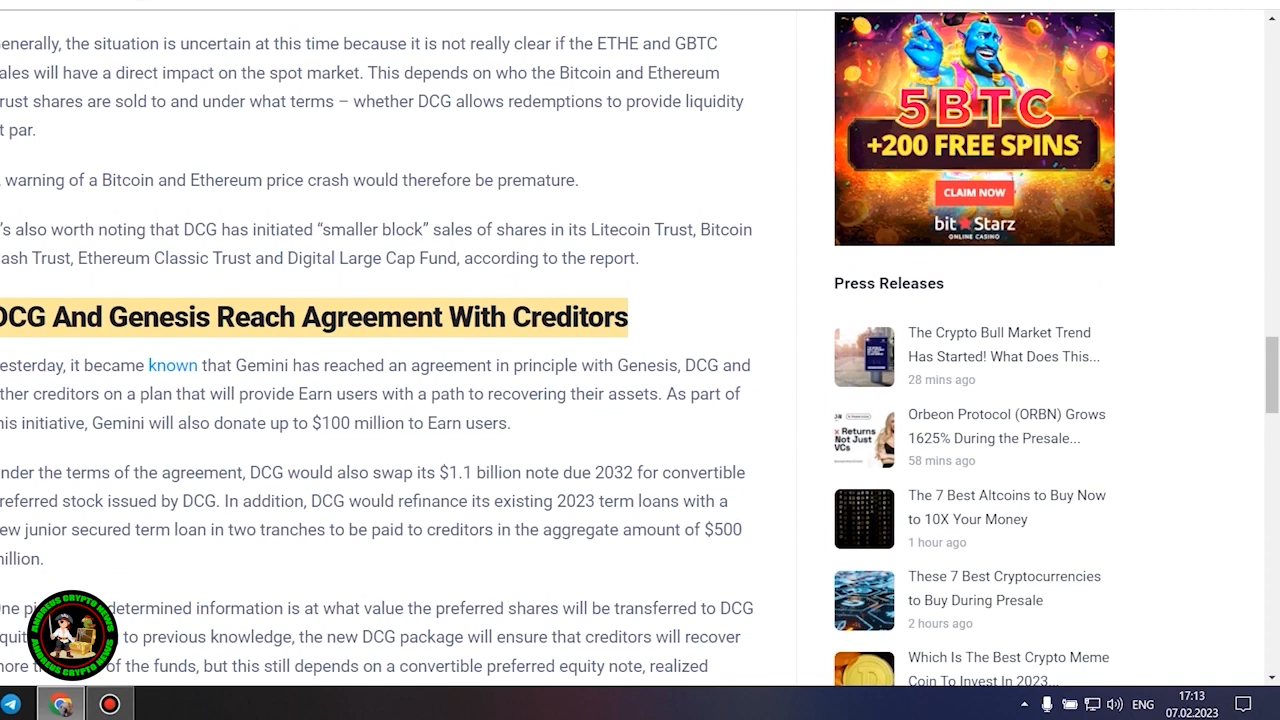 enerally, the situation is uncertain at this time because it is not really clear if the ETHE and GBTC
ales will have a direct impact on the spot market. This depends on who the Bitcoin and Ethereum
rust shares are sold to and under what terms – whether DCG allows redemptions to provide liquidity
t par.
warning of a Bitcoin and Ethereum price crash would therefore be premature.
's also worth noting that DCG has initiated “smaller block” sales of shares in its Litecoin Trust, Bitcoin
ash Trust, Ethereum Classic Trust and Digital Large Cap Fund, according to the report.
DCG And Genesis Reach Agreement With Creditors
esterday, it became known that Gemini has reached an agreement in principle with Genesis, DCG and
ther creditors on a plan that will provide Earn users with a path to recovering their assets. As part of
his initiative, Gemini will also donate up to $100 million to Earn users.
nder the terms of the agreement, DCG would also swap its $1.1 billion note due 2032 for convertible
referred stock issued by DCG. In addition, DCG would refinance its existing 2023 term loans with a
ew junior secured term loan in two tranches to be paid to creditors in the aggregate amount of $500
illion.
ne pi determined information is at what value the preferred shares will be transferred to DCG
quit to previous knowledge, the new DCG package will ensure that creditors will recover
ore of the funds, but this still depends on a convertible preferred equity note, realized
ANDREUS CRYPTO NEWS
ANDREUS CRYPTO NEWS
5BTC
+200 FREE SPINS
CLAIM NOW
bit Starz
ONLINE CASINO
Press Releases
The Crypto Bull Market Trend
Has Started! What Does This...
28 mins ago
Returns
Not Just
VCs
Orbeon Protocol (ORBN) Grows
1625% During the Presale...
58 mins ago
The 7 Best Altcoins to Buy Now
to 10X Your Money
1 hour ago
These 7 Best Cryptocurrencies
to Buy During Presale
2 hours ago
Which Is The Best Crypto Meme
Coin To Invest In 2023...
ENG
17:13
07.02.2023